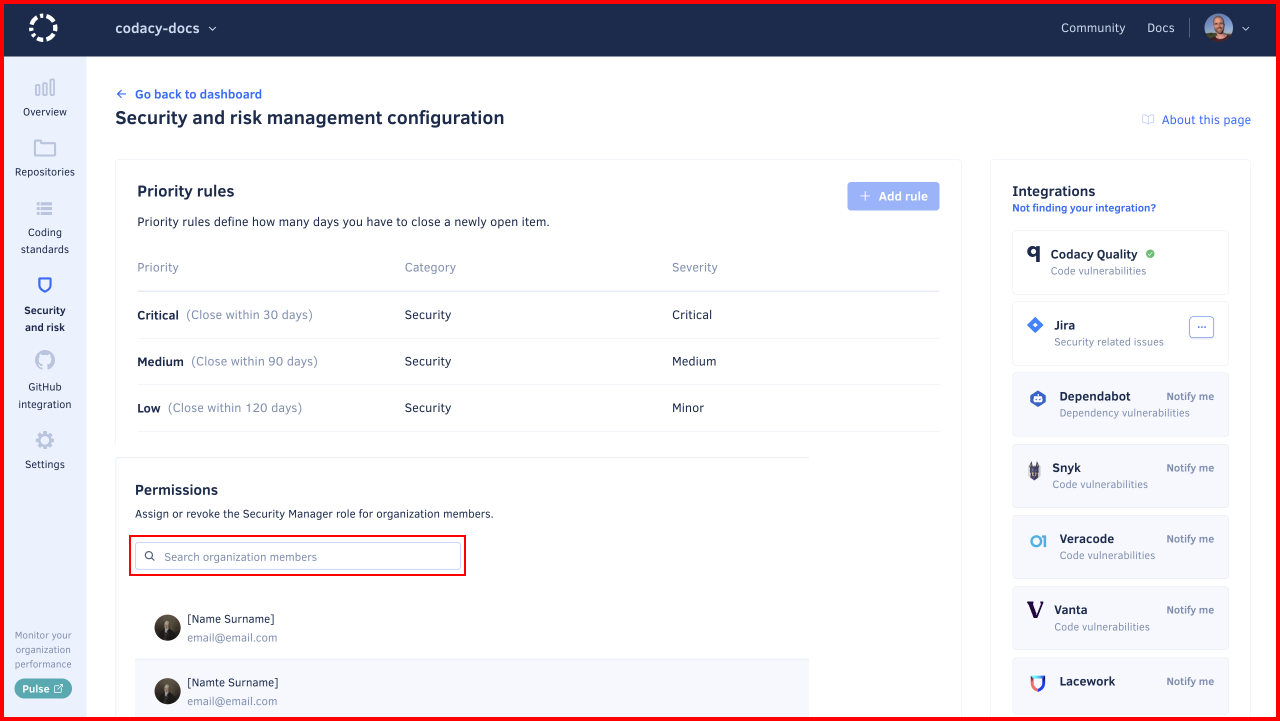 codacy-docs
Community
Docs
Overview
Repositories
Coding
standards
Security
and risk
GitHub
integration
Settings
Monitor your
organization
performance
Pulse
Go back to dashboard
Security and risk management configuration
About this page
Priority rules
Add rule
Priority rules define how many days you have to close a newly open item.
Priority Category Severity
Critical (Close within 30 days) Security Critical
Medium (Close within 90 days) Security Medium
Low (Close within 120 days) Security Minor
Permissions
Assign or revoke the Security Manager role for organization members.
Search organization members
[Name Surname]
email@email.com
[Namte Surname]
email@email.com
Integrations
Not finding your integration?
Codacy Quality
Code vulnerabilities
Jira
Security related issues
Dependabot Notify me
Dependency vulnerabilities
Snyk Notify me
Code vulnerabilities
Veracode Notify me
Code vulnerabilities
Vanta Notify me
Code vulnerabilities
Lacework Notify me